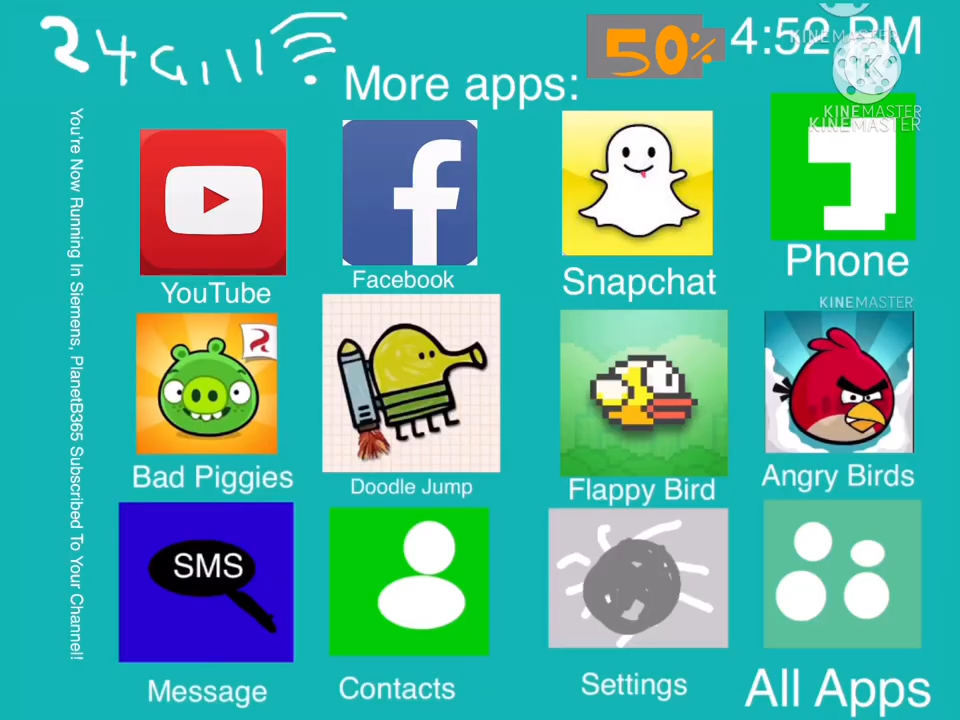 50%
4:52 PM
KINEMASTER
More apps:
KINEMASTER
KINEMASTER
You're Now Running In Siemens, PlanetB365 Subscribed To Your Channel!
YouTube
Facebook
Snapchat
Phone
KINEMASTER
Bad Piggies
Doodle Jump
Flappy Bird
Angry Birds
SMS
Message
Contacts
Settings
All Apps